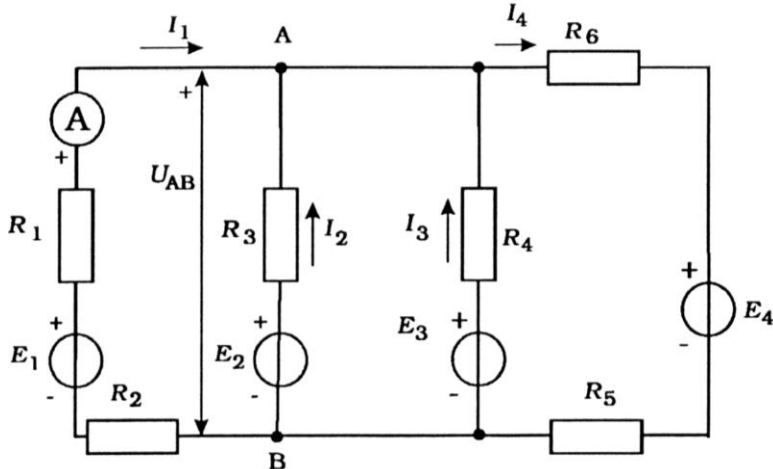 I1 A I4 R6
+
A
+
UAB
R1 R3 I2 I3 R4
+ + E3 + + E4
E1 E2 -
- R2 - - R5
B